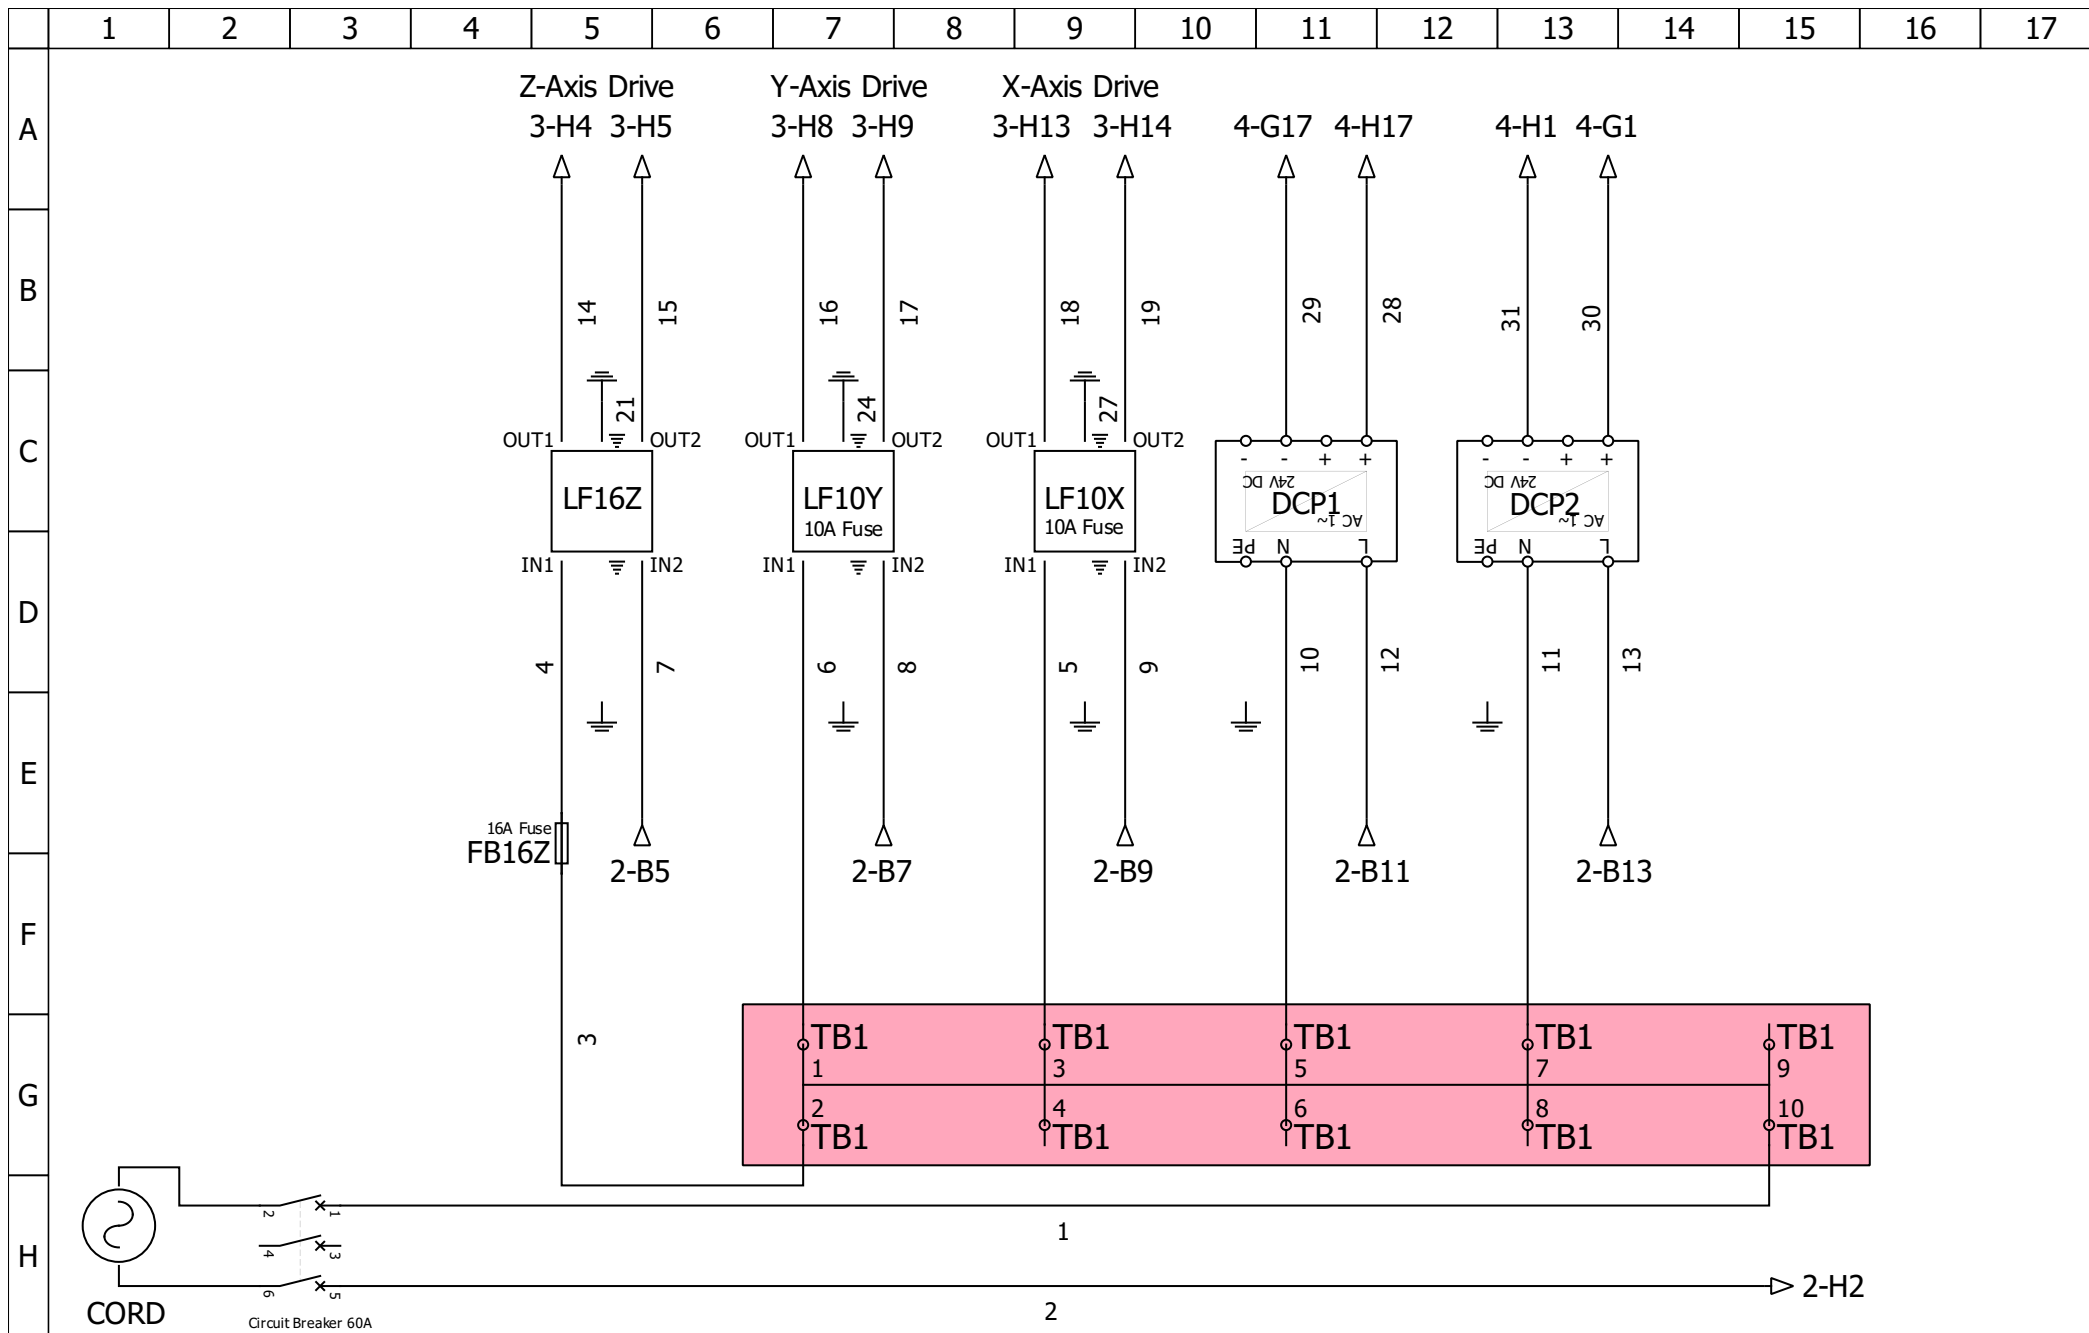 1 2 3 4 5 6 7 8 9 10 11 12 13 14 15 16 17
Z-Axis Drive Y-Axis Drive X-Axis Drive
A 3-H4 3-H5 3-H8 3-H9 3-H13 3-H14 4-G17 4-H17 4-H1 4-G1
B 14 15 16 17 18 19 29 28 31 30
21 24 27
C OUT1 OUT2 OUT1 OUT2 OUT1 OUT2
- - + + - - + +
24V DC 24V DC
LF16Z LF10Y LF10X DCP1 DCP2
10A Fuse 10A Fuse AC 1~ AC 1~
PE N L PE N L
IN1 IN2 IN1 IN2 IN1 IN2
D
4 7 6 8 5 9 10 12 11 13
E
16A Fuse
FB16Z
2-B5 2-B7 2-B9 2-B11 2-B13
F
3 TB1 TB1 TB1 TB1 TB1
1 3 5 7 9
G
2 4 6 8 10
TB1 TB1 TB1 TB1 TB1
2 1
1
4 3
H
6 5
2-H2
CORD
2
Circuit Breaker 60A